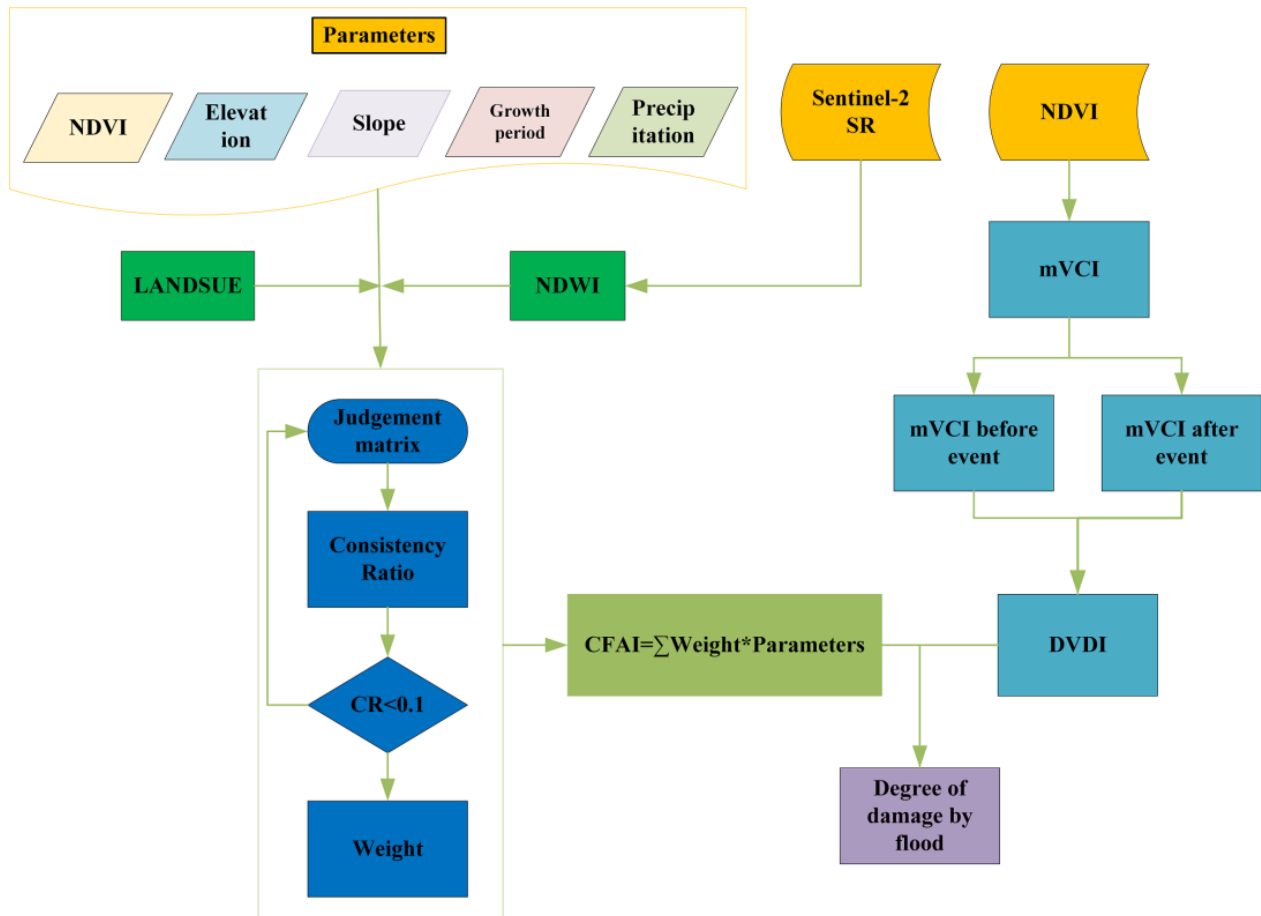 Parameters
NDVI
Elevat
ion
Slope
Growth
period
Precip
itation
Sentinel-2
SR
NDVI
LANDSUE
NDWI
mVCI
Judgement
matrix
mVCI before
event
mVCI after
event
Consistency
Ratio
CFAI=∑Weight*Parameters
DVDI
CR<0.1
Degree of
damage by
flood
Weight